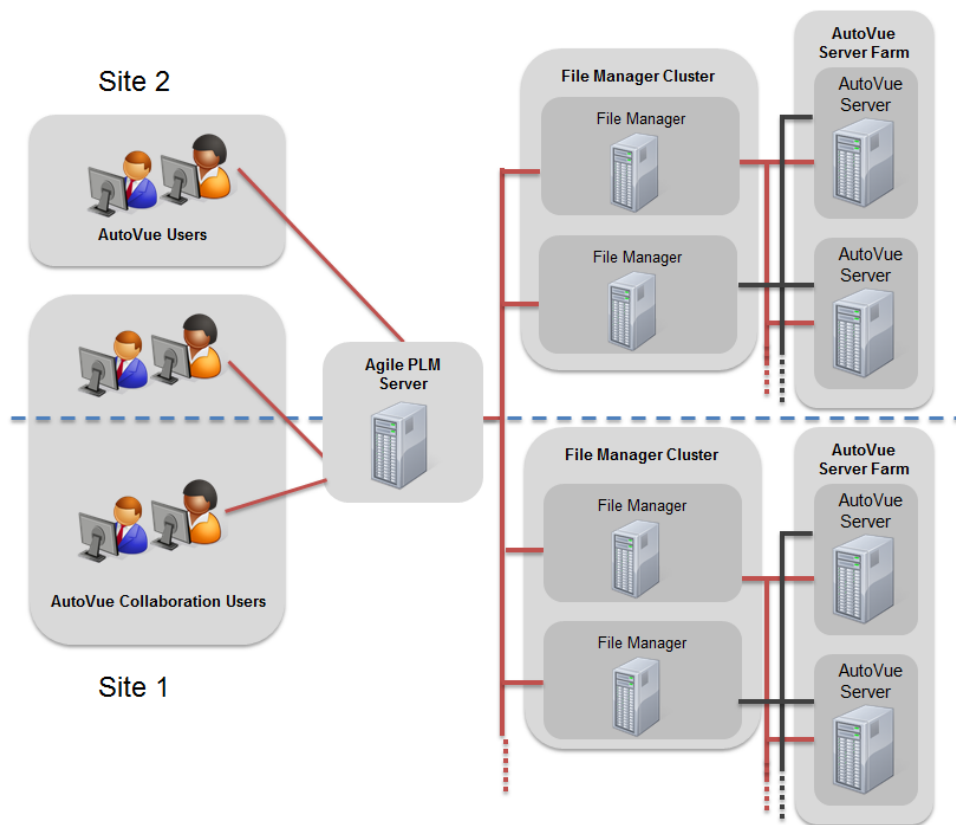 Site 2
AutoVue Users
AutoVue Collaboration Users
Site 1
Agile PLM
Server
File Manager Cluster
File Manager
File Manager
AutoVue
Server Farm
AutoVue
Server
AutoVue
Server
File Manager Cluster
File Manager
File Manager
AutoVue
Server Farm
AutoVue
Server
AutoVue
Server